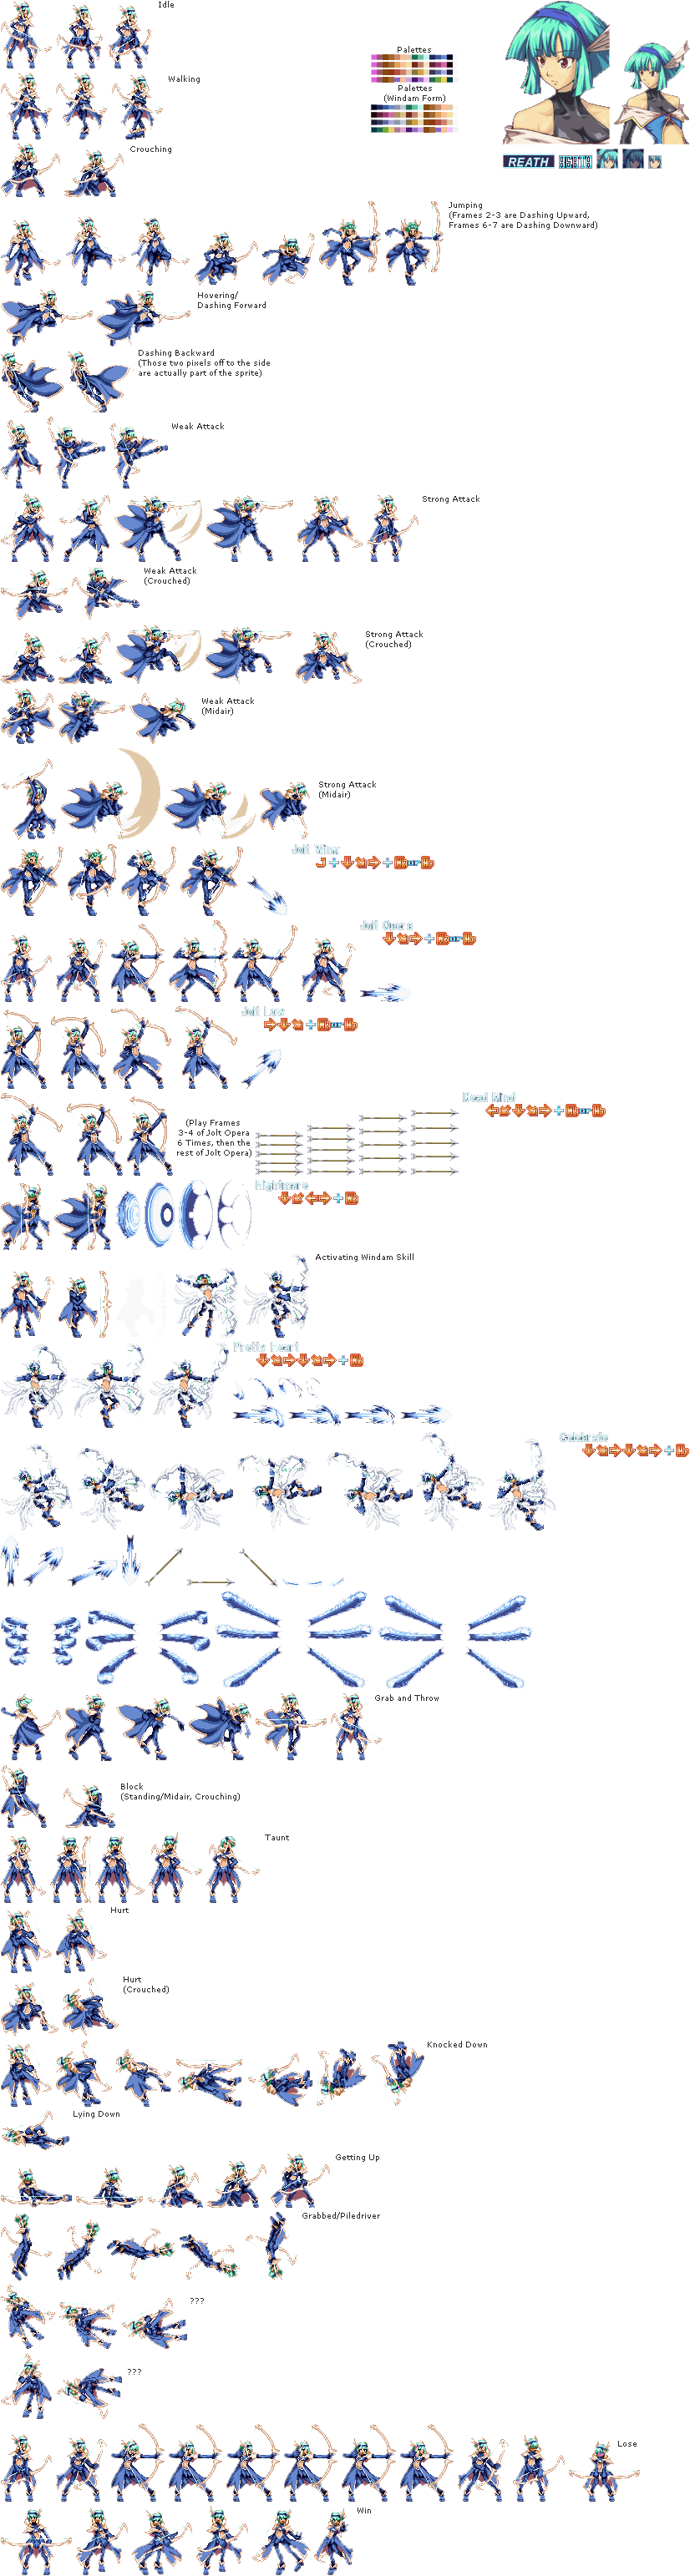 Idle
Palettes
Walking
Palettes
(Windam Form)
Crouching
REATH
REATH
Jumping
(Frames 2-3 are Dashing Upward,
Frames 6-7 are Dashing Downward)
Hovering/
Dashing Forward
Dashing Backward
(Those two pixels off to the side
are actually part of the sprite)
Weak Attack
Strong Attack
Weak Attack
(Crouched)
Strong Attack
(Crouched)
Weak Attack
(Midair)
Strong Attack
(Midair)
Jolt Wing
Jolt Opera
Jolt Law
Dead Mind
(Play Frames
3-4 of Jolt Opera
6 Times, then the
rest of Jolt Opera)
Nightmare
Activating Windam Skill
Pretty Heart
Celebrate
Grab and Throw
Block
(Standing/Midair, Crouching)
Taunt
Hurt
Hurt
(Crouched)
Knocked Down
Lying Down
Getting Up
Grabbed/Piledriver
???
???
Lose
Win